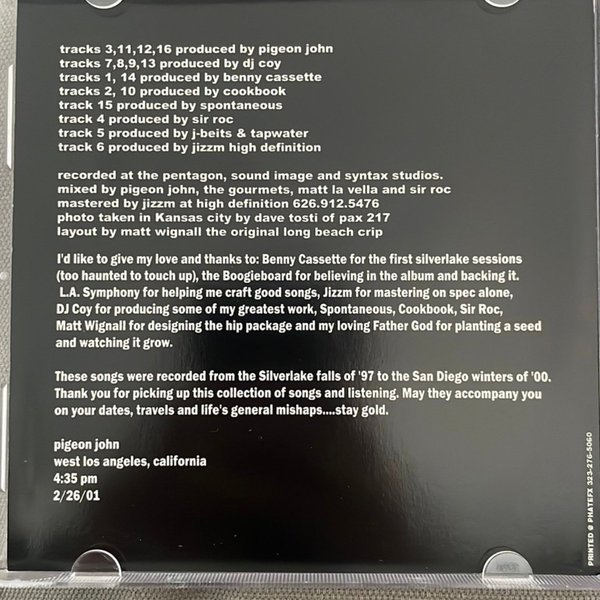 tracks 3,11,12,16 produced by pigeon john
tracks 7,8,9,13 produced by dj coy
tracks 1, 14 produced by benny cassette
tracks 2, 10 produced by cookbook
track 15 produced by spontaneous
track 4 produced by sir roc
track 5 produced by j-beits & tapwater
track 6 produced by jizzm high definition
recorded at the pentagon, sound image and syntax studios.
mixed by pigeon john, the gourmets, matt la vella and sir roc
mastered by jizzm at high definition 626.912.5476
photo taken in Kansas city by dave tosti of pax 217
layout by matt wignall the original long beach crip
I'd like to give my love and thanks to: Benny Cassette for the first silverlake sessions
(too haunted to touch up), the Boogieboard for believing in the album and backing it.
L.A. Symphony for helping me craft good songs, Jizzm for mastering on spec alone,
DJ Coy for producing some of my greatest work, Spontaneous, Cookbook, Sir Roc,
Matt Wignall for designing the hip package and my loving Father God for planting a seed
and watching it grow.
These songs were recorded from the Silverlake falls of '97 to the San Diego winters of '00.
Thank you for picking up this collection of songs and listening. May they accompany you
on your dates, travels and life's general mishaps....stay gold.
pigeon john
west los angeles, california
4:35 pm
2/26/01
PRINTED @ PHATEFX 323-276-5060